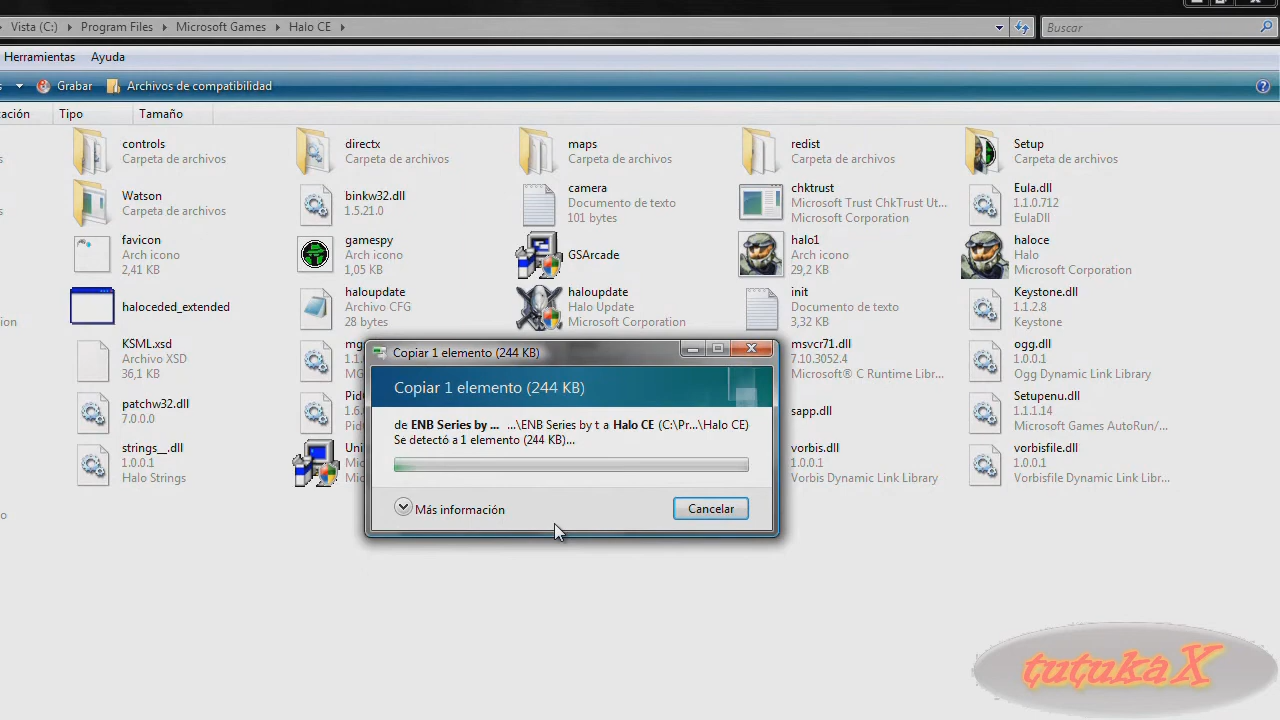 Vista (C:) Program Files Microsoft Games Halo CE Buscar
Herramientas Ayuda
s Grabar Archivos de compatibilidad
ación Tipo Tamaño
controls
Carpeta de archivos
directx
Carpeta de archivos
maps
Carpeta de archivos
redist
Carpeta de archivos
Setup
Carpeta de archivos
Watson
Carpeta de archivos
binkw32.dll
1.5.21.0
camera
Documento de texto
101 bytes
chktrust
Microsoft Trust ChkTrust Ut...
Microsoft Corporation
Eula.dll
1.1.0.712
EulaDll
favicon
Arch icono
2,41 KB
gamespy
Arch icono
1,05 KB
GSArcade
halo1
Arch icono
29,2 KB
haloce
Halo
Microsoft Corporation
haloceded_extended
haloupdate
Archivo CFG
28 bytes
haloupdate
Halo Update
Microsoft Corporation
init
Documento de texto
3,32 KB
Keystone.dll
1.1.2.8
Keystone
KSML.xsd
Archivo XSD
36,1 KB
msvcr71.dll
7.10.3052.4
Microsoft® C Runtime Libr...
ogg.dll
1.0.0.1
Ogg Dynamic Link Library
patchw32.dll
7.0.0.0
sapp.dll
Setupenu.dll
1.1.1.14
Microsoft Games AutoRun/...
strings__.dll
1.0.0.1
Halo Strings
vorbis.dll
1.0.0.1
Vorbis Dynamic Link Library
vorbisfile.dll
1.0.0.1
Vorbisfile Dynamic Link Lib...
Copiar 1 elemento (244 KB)
Copiar 1 elemento (244 KB)
de ENB Series by ... ...\ENB Series by t a Halo CE (C:\Pr...\Halo CE)
Se detectó a 1 elemento (244 KB)...
Más información Cancelar
tutukaX